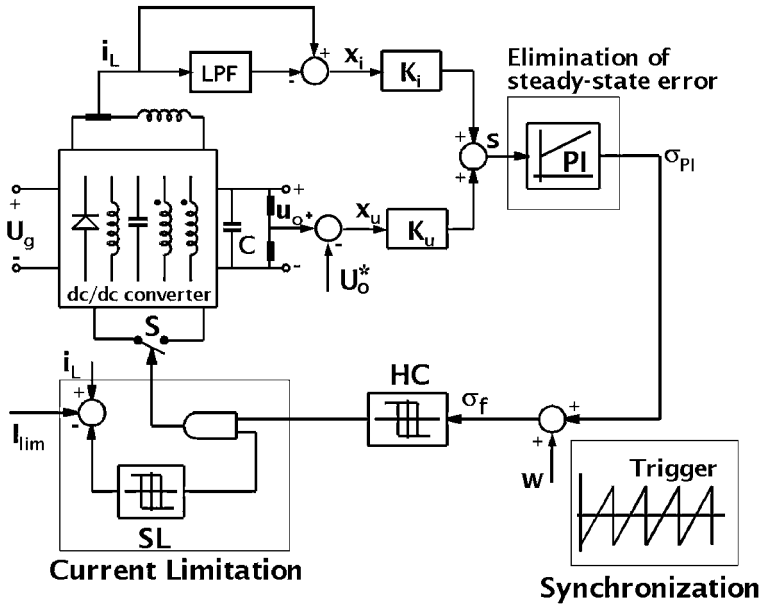 i_L
LPF
+
-
x_i
K_i
Elimination of
steady-state error
+
+
s
PI
σ_PI
+
U_g
-
dc/dc converter
C
+
-
u_o
+
-
x_u
K_u
U_o*
S
i_L
+
-
I_lim
SL
Current Limitation
HC
σ_f
+
+
w
Trigger
Synchronization